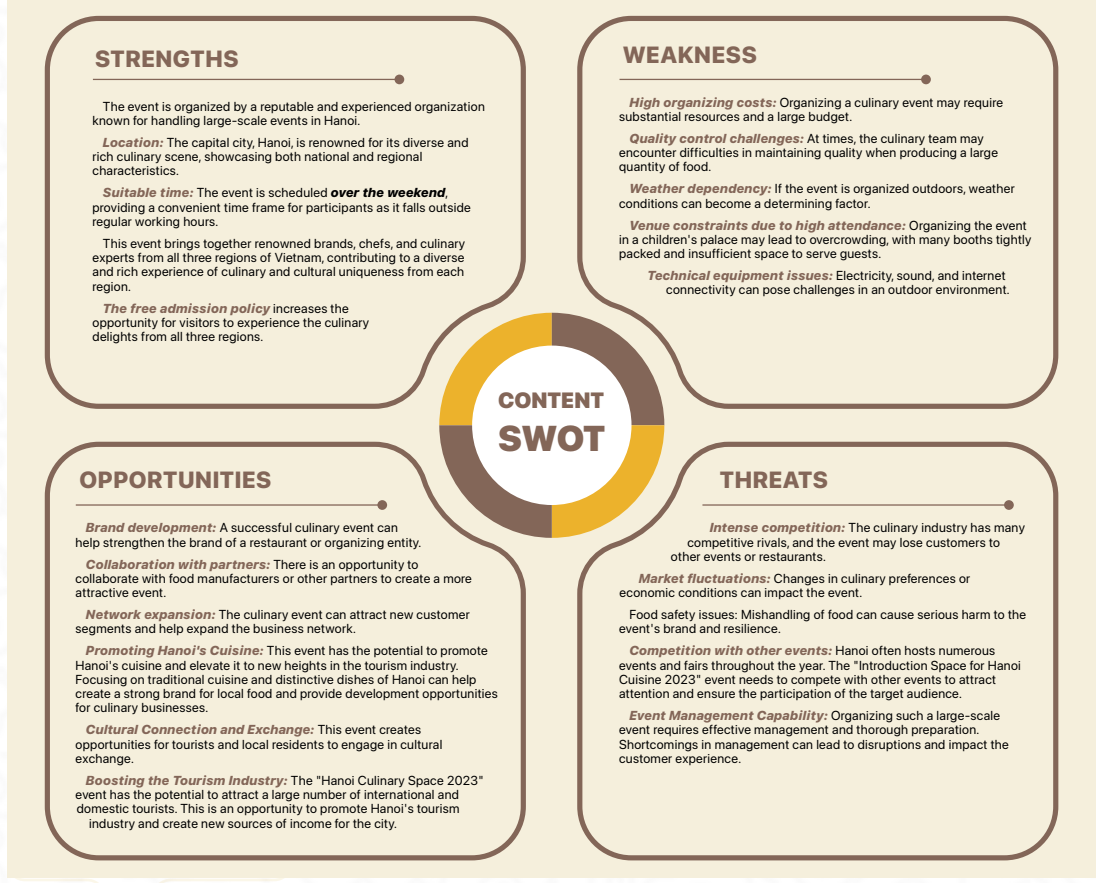 STRENGTHS
The event is organized by a reputable and experienced organization
known for handling large-scale events in Hanoi.
Location: The capital city, Hanoi, is renowned for its diverse and
rich culinary scene, showcasing both national and regional
characteristics.
Suitable time: The event is scheduled over the weekend,
providing a convenient time frame for participants as it falls outside
regular working hours.
This event brings together renowned brands, chefs, and culinary
experts from all three regions of Vietnam, contributing to a diverse
and rich experience of culinary and cultural uniqueness from each
region.
The free admission policy increases the
opportunity for visitors to experience the culinary
delights from all three regions.
WEAKNESS
High organizing costs: Organizing a culinary event may require
substantial resources and a large budget.
Quality control challenges: At times, the culinary team may
encounter difficulties in maintaining quality when producing a large
quantity of food.
Weather dependency: If the event is organized outdoors, weather
conditions can become a determining factor.
Venue constraints due to high attendance: Organizing the event
in a children's palace may lead to overcrowding, with many booths tightly
packed and insufficient space to serve guests.
Technical equipment issues: Electricity, sound, and internet
connectivity can pose challenges in an outdoor environment.
CONTENT
SWOT
OPPORTUNITIES
Brand development: A successful culinary event can
help strengthen the brand of a restaurant or organizing entity.
Collaboration with partners: There is an opportunity to
collaborate with food manufacturers or other partners to create a more
attractive event.
Network expansion: The culinary event can attract new customer
segments and help expand the business network.
Promoting Hanoi's Cuisine: This event has the potential to promote
Hanoi's cuisine and elevate it to new heights in the tourism industry.
Focusing on traditional cuisine and distinctive dishes of Hanoi can help
create a strong brand for local food and provide development opportunities
for culinary businesses.
Cultural Connection and Exchange: This event creates
opportunities for tourists and local residents to engage in cultural
exchange.
Boosting the Tourism Industry: The "Hanoi Culinary Space 2023"
event has the potential to attract a large number of international and
domestic tourists. This is an opportunity to promote Hanoi's tourism
industry and create new sources of income for the city.
THREATS
Intense competition: The culinary industry has many
competitive rivals, and the event may lose customers to
other events or restaurants.
Market fluctuations: Changes in culinary preferences or
economic conditions can impact the event.
Food safety issues: Mishandling of food can cause serious harm to the
event's brand and resilience.
Competition with other events: Hanoi often hosts numerous
events and fairs throughout the year. The "Introduction Space for Hanoi
Cuisine 2023" event needs to compete with other events to attract
attention and ensure the participation of the target audience.
Event Management Capability: Organizing such a large-scale
event requires effective management and thorough preparation.
Shortcomings in management can lead to disruptions and impact the
customer experience.